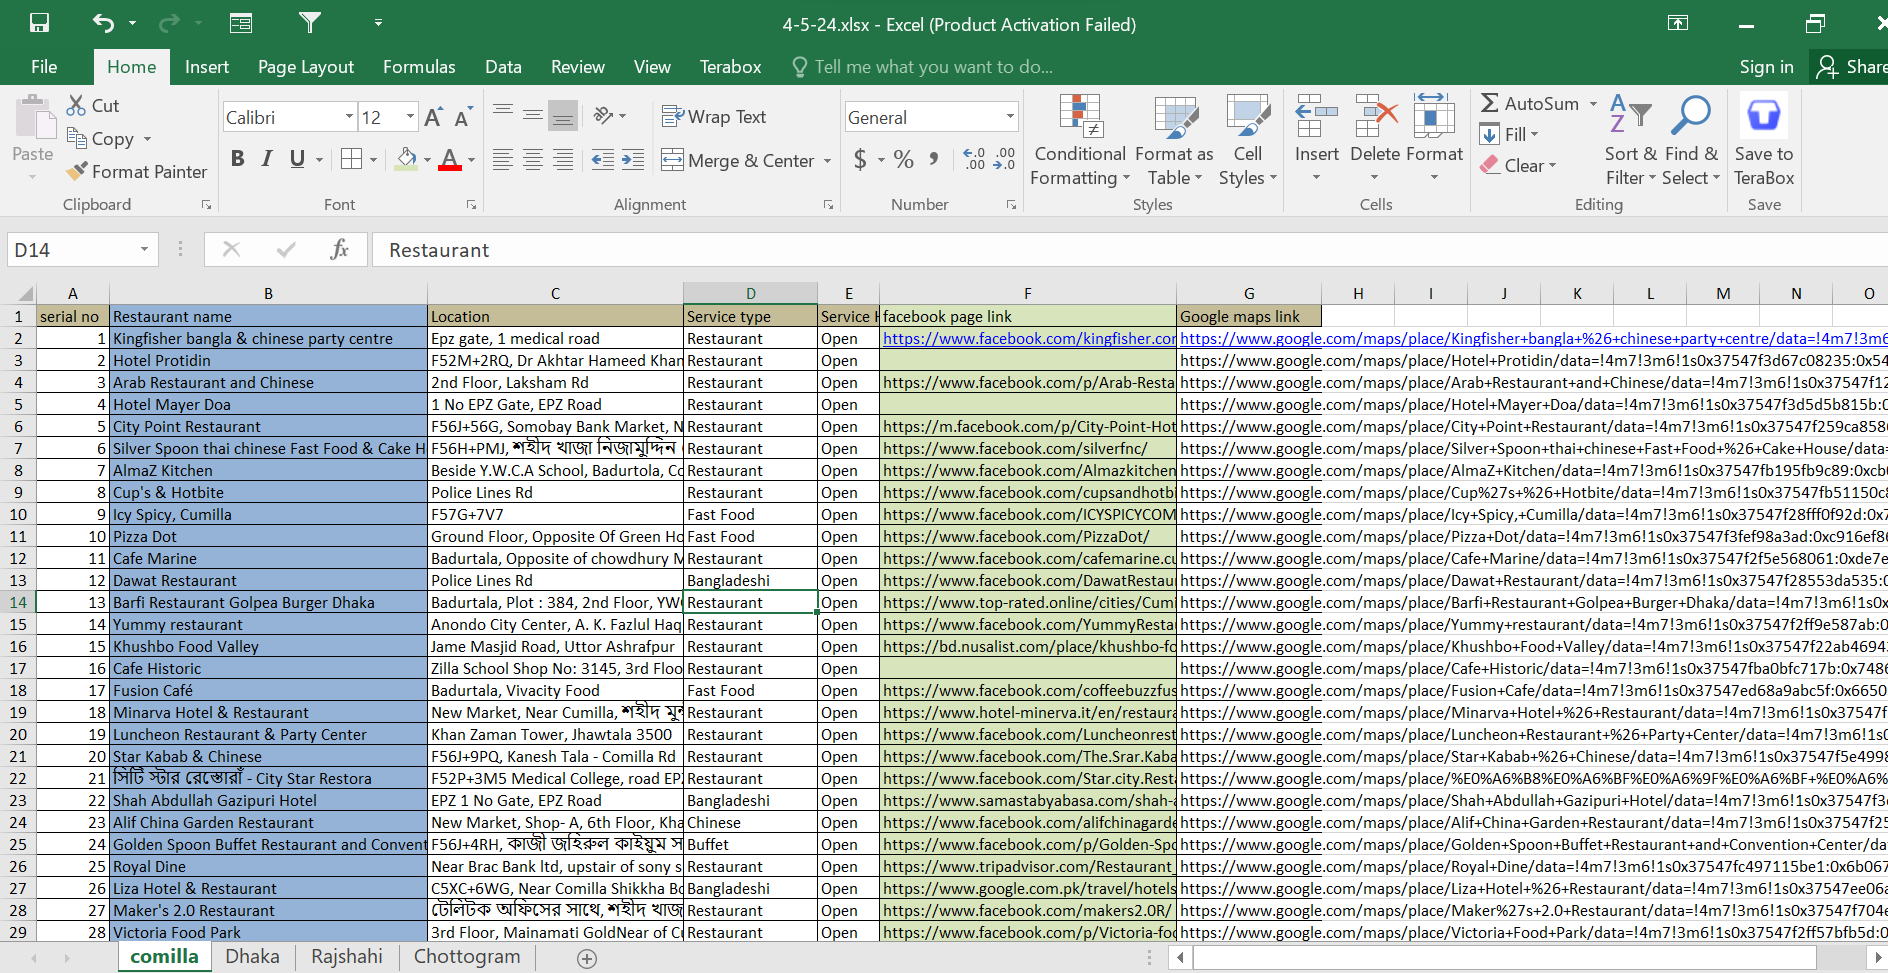 4-5-24.xlsx - Excel (Product Activation Failed)
File Home Insert Page Layout Formulas Data Review View Terabox Tell me what you want to do... Sign in Share
Paste Cut Copy Format Painter Clipboard
Calibri 12 A A B I U A Font
Wrap Text Merge & Center Alignment
General $ % , .0 .00 .00 .0 Number
Conditional Formatting Format as Table Cell Styles Styles
Insert Delete Format Cells
AutoSum Fill Clear Sort & Filter Find & Select Editing
Save to TeraBox Save
D14 fx Restaurant
A B C D E F G H I J K L M N O
1 serial no Restaurant name Location Service type Service H facebook page link Google maps link
2 1 Kingfisher bangla & chinese party centre Epz gate, 1 medical road Restaurant Open https://www.facebook.com/kingfisher.cor https://www.google.com/maps/place/Kingfisher+bangla+%26+chinese+party+centre/data=!4m7!3m6
3 2 Hotel Protidin F52M+2RQ, Dr Akhtar Hameed Khan Restaurant Open https://www.google.com/maps/place/Hotel+Protidin/data=!4m7!3m6!1s0x37547f3d67c08235:0x54
4 3 Arab Restaurant and Chinese 2nd Floor, Laksham Rd Restaurant Open https://www.facebook.com/p/Arab-Resta https://www.google.com/maps/place/Arab+Restaurant+and+Chinese/data=!4m7!3m6!1s0x37547f12
5 4 Hotel Mayer Doa 1 No EPZ Gate, EPZ Road Restaurant Open https://www.google.com/maps/place/Hotel+Mayer+Doa/data=!4m7!3m6!1s0x37547f3d5d5b815b:0
6 5 City Point Restaurant F56J+56G, Somobay Bank Market, N Restaurant Open https://m.facebook.com/p/City-Point-Hot https://www.google.com/maps/place/City+Point+Restaurant/data=!4m7!3m6!1s0x37547f259ca858
7 6 Silver Spoon thai chinese Fast Food & Cake H F56H+PMJ, শহীদ খাজা নিজামুদ্দিন Restaurant Open https://www.facebook.com/silverfnc/ https://www.google.com/maps/place/Silver+Spoon+thai+chinese+Fast+Food+%26+Cake+House/data=
8 7 AlmaZ Kitchen Beside Y.W.C.A School, Badurtola, Co Restaurant Open https://www.facebook.com/Almazkitchen https://www.google.com/maps/place/AlmaZ+Kitchen/data=!4m7!3m6!1s0x37547fb195fb9c89:0xcb
9 8 Cup's & Hotbite Police Lines Rd Restaurant Open https://www.facebook.com/cupsandhotbi https://www.google.com/maps/place/Cup%27s+%26+Hotbite/data=!4m7!3m6!1s0x37547fb51150c
10 9 Icy Spicy, Cumilla F57G+7V7 Fast Food Open https://www.facebook.com/ICYSPICYCOM https://www.google.com/maps/place/Icy+Spicy,+Cumilla/data=!4m7!3m6!1s0x37547f28fff0f92d:0x
11 10 Pizza Dot Ground Floor, Opposite Of Green Ho Fast Food Open https://www.facebook.com/PizzaDot/ https://www.google.com/maps/place/Pizza+Dot/data=!4m7!3m6!1s0x37547f3fef98a3ad:0xc916ef8
12 11 Cafe Marine Badurtala, Opposite of chowdhury M Restaurant Open https://www.facebook.com/cafemarine.cu https://www.google.com/maps/place/Cafe+Marine/data=!4m7!3m6!1s0x37547f2f5e568061:0xde7e
13 12 Dawat Restaurant Police Lines Rd Bangladeshi Open https://www.facebook.com/DawatRestau https://www.google.com/maps/place/Dawat+Restaurant/data=!4m7!3m6!1s0x37547f28553da535:0
14 13 Barfi Restaurant Golpea Burger Dhaka Badurtala, Plot : 384, 2nd Floor, YW Restaurant Open https://www.top-rated.online/cities/Cumi https://www.google.com/maps/place/Barfi+Restaurant+Golpea+Burger+Dhaka/data=!4m7!3m6!1s0x
15 14 Yummy restaurant Anondo City Center, A. K. Fazlul Haq Restaurant Open https://www.facebook.com/YummyRestau https://www.google.com/maps/place/Yummy+restaurant/data=!4m7!3m6!1s0x37547f2ff9e587ab:0
16 15 Khushbo Food Valley Jame Masjid Road, Uttor Ashrafpur Restaurant Open https://bd.nusalist.com/place/khushbo-fo https://www.google.com/maps/place/Khushbo+Food+Valley/data=!4m7!3m6!1s0x37547f22ab4694
17 16 Cafe Historic Zilla School Shop No: 3145, 3rd Floo Restaurant Open https://www.google.com/maps/place/Cafe+Historic/data=!4m7!3m6!1s0x37547fba0bfc717b:0x748
18 17 Fusion Café Badurtala, Vivacity Food Fast Food Open https://www.facebook.com/coffeebuzzfus https://www.google.com/maps/place/Fusion+Cafe/data=!4m7!3m6!1s0x37547ed68a9abc5f:0x6650
19 18 Minarva Hotel & Restaurant New Market, Near Cumilla, শহীদ মু Restaurant Open https://www.hotel-minerva.it/en/restaura https://www.google.com/maps/place/Minarva+Hotel+%26+Restaurant/data=!4m7!3m6!1s0x37547f
20 19 Luncheon Restaurant & Party Center Khan Zaman Tower, Jhawtala 3500 Restaurant Open https://www.facebook.com/Luncheonrest https://www.google.com/maps/place/Luncheon+Restaurant+%26+Party+Center/data=!4m7!3m6!1s0
21 20 Star Kabab & Chinese F56J+9PQ, Kanesh Tala - Comilla Rd Restaurant Open https://www.facebook.com/The.Srar.Kaba https://www.google.com/maps/place/Star+Kabab+%26+Chinese/data=!4m7!3m6!1s0x37547f5e499
22 21 সিটি স্টার রেস্তোরাঁ - City Star Restora F52P+3M5 Medical College, road EPZ Restaurant Open https://www.facebook.com/Star.city.Rest https://www.google.com/maps/place/%E0%A6%B8%E0%A6%BF%E0%A6%9F%E0%A6%BF+%E0%A6%
23 22 Shah Abdullah Gazipuri Hotel EPZ 1 No Gate, EPZ Road Bangladeshi Open https://www.samastabyabasa.com/shah-a https://www.google.com/maps/place/Shah+Abdullah+Gazipuri+Hotel/data=!4m7!3m6!1s0x37547f3
24 23 Alif China Garden Restaurant New Market, Shop- A, 6th Floor, Kha Chinese Open https://www.facebook.com/alifchinagarde https://www.google.com/maps/place/Alif+China+Garden+Restaurant/data=!4m7!3m6!1s0x37547f25
25 24 Golden Spoon Buffet Restaurant and Convent F56J+4RH, কাজী জহিরুল কাইয়ুম স Buffet Open https://www.facebook.com/p/Golden-Spo https://www.google.com/maps/place/Golden+Spoon+Buffet+Restaurant+and+Convention+Center/da
26 25 Royal Dine Near Brac Bank ltd, upstair of sony s Restaurant Open https://www.tripadvisor.com/Restaurant_ https://www.google.com/maps/place/Royal+Dine/data=!4m7!3m6!1s0x37547fc497115be1:0x6b067
27 26 Liza Hotel & Restaurant C5XC+6WG, Near Comilla Shikkha Bo Bangladeshi Open https://www.google.com.pk/travel/hotels https://www.google.com/maps/place/Liza+Hotel+%26+Restaurant/data=!4m7!3m6!1s0x37547ee06a
28 27 Maker's 2.0 Restaurant টেলিটক অফিসের সাথে, শহীদ খাজ Restaurant Open https://www.facebook.com/makers2.0R/ https://www.google.com/maps/place/Maker%27s+2.0+Restaurant/data=!4m7!3m6!1s0x37547f704e
29 28 Victoria Food Park 3rd Floor, Mainamati GoldNear of Cu Restaurant Open https://www.facebook.com/p/Victoria-foo https://www.google.com/maps/place/Victoria+Food+Park/data=!4m7!3m6!1s0x37547f2ff57bfb5d:0
comilla Dhaka Rajshahi Chottogram